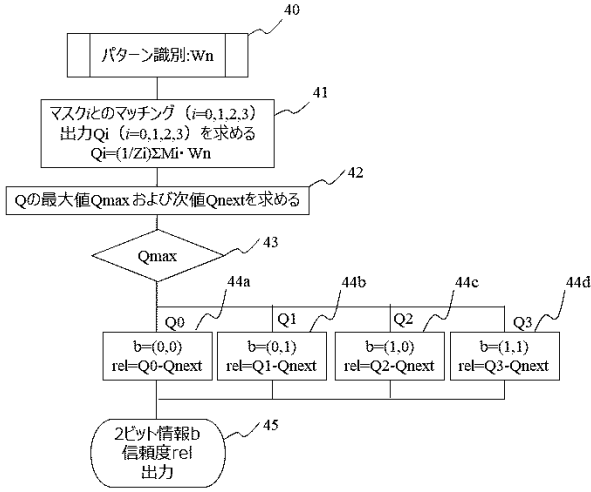 40
パターン識別:Wn
41
マスクiとのマッチング（i=0,1,2,3）
出力Qi（i=0,1,2,3）を求める
Qi=(1/Zi)ΣMi・Wn
42
Qの最大値Qmaxおよび次値Qnextを求める
43
Qmax
44a 44b 44c 44d
Q0 Q1 Q2 Q3
b=(0,0) b=(0,1) b=(1,0) b=(1,1)
rel=Q0-Qnext rel=Q1-Qnext rel=Q2-Qnext rel=Q3-Qnext
45
2ビット情報b
信頼度rel
出力